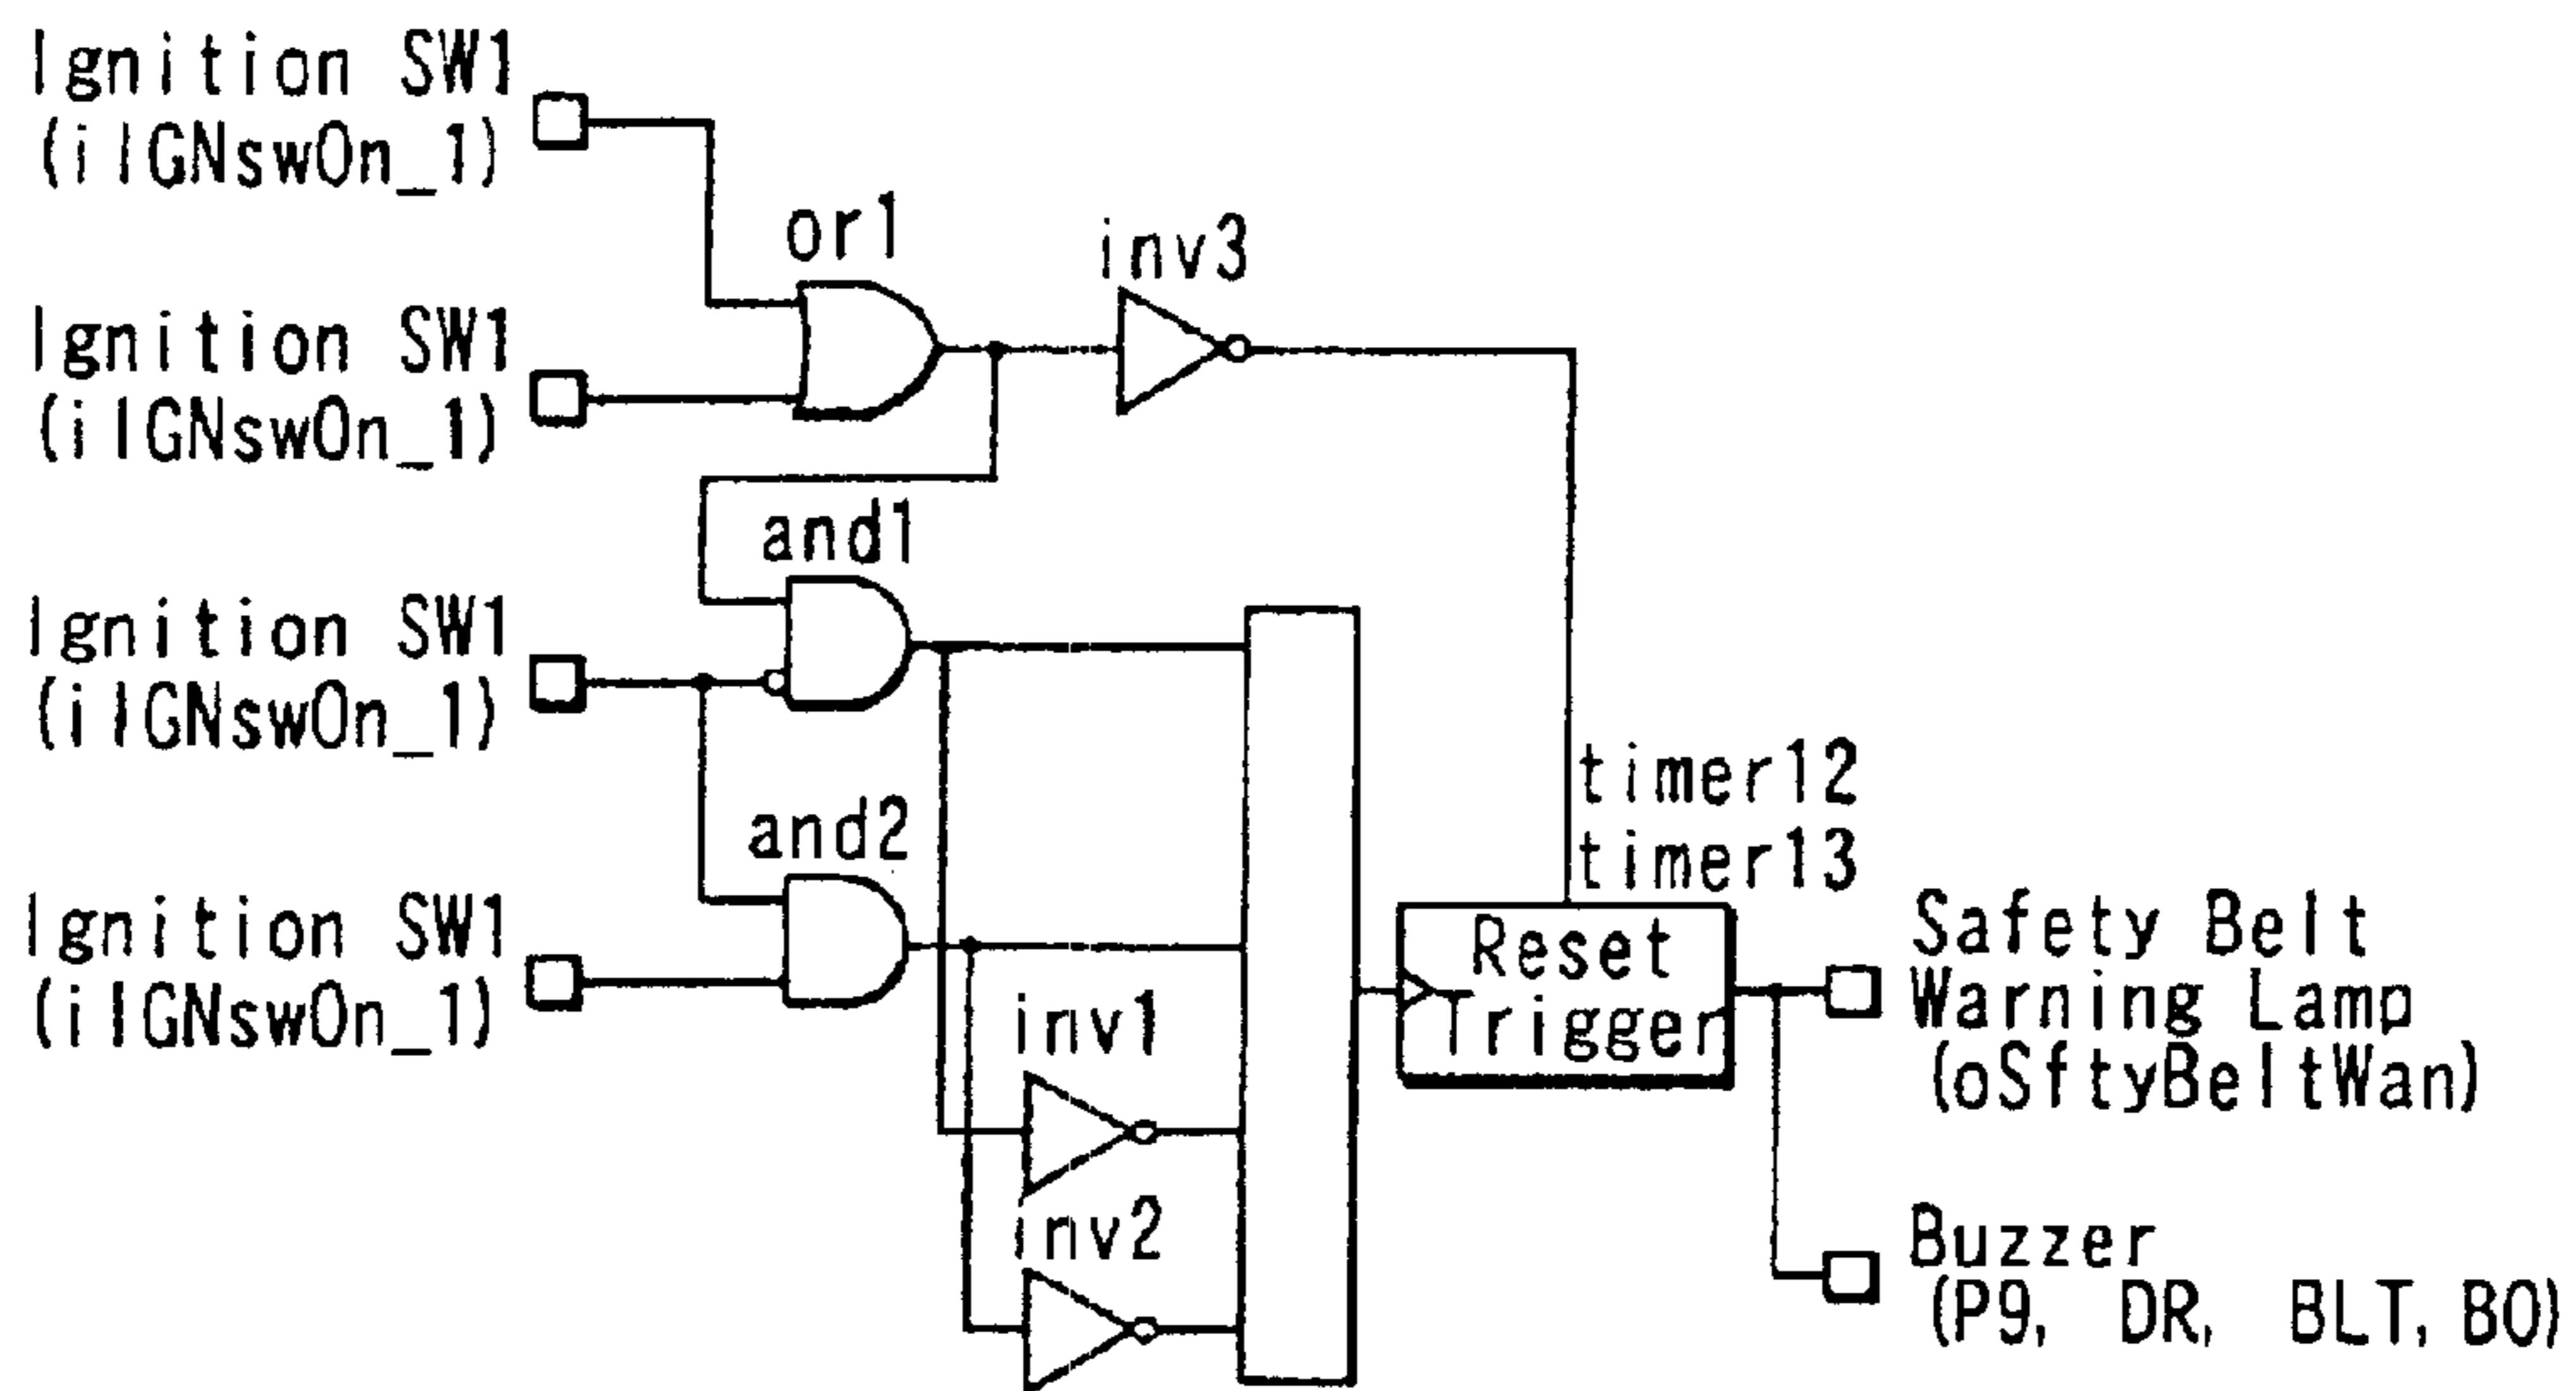 Ignition SW1
(iIGNswOn_1)
or1
inv3
Ignition SW1
(iIGNswOn_1)
and1
Ignition SW1
(iIGNswOn_1)
and2
Ignition SW1
(iIGNswOn_1)
inv1
inv2
timer12
timer13
Reset
Trigger
Safety Belt
Warning Lamp
(oSftyBeltWan)
Buzzer
(P9, DR, BLT, BO)